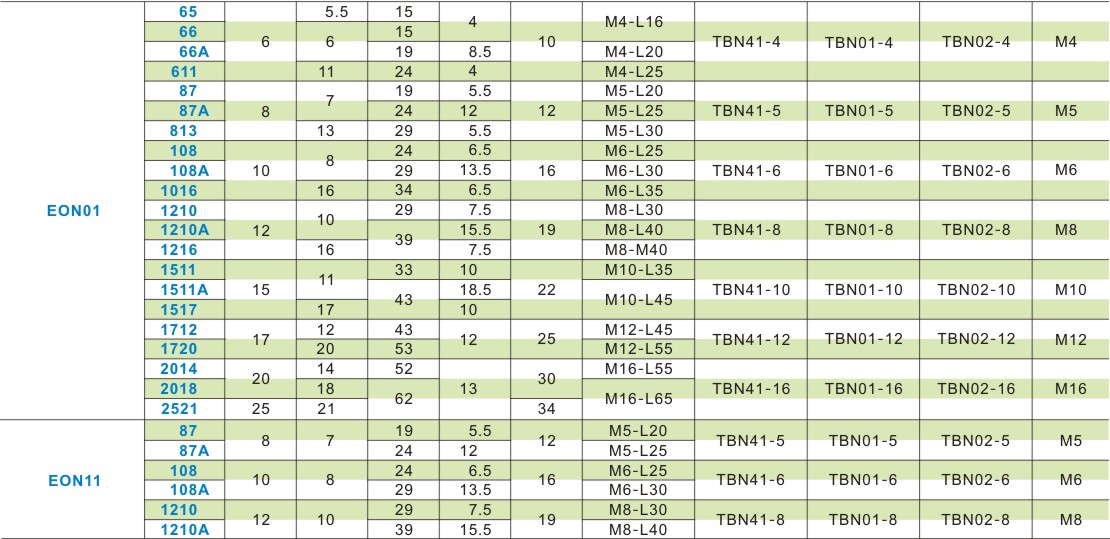 65 5.5 15 4 M4-L16
66 6 6 15 10 TBN41-4 TBN01-4 TBN02-4 M4
66A 19 8.5 M4-L20
611 11 24 4 M4-L25
87 7 19 5.5 M5-L20
87A 8 24 12 12 M5-L25 TBN41-5 TBN01-5 TBN02-5 M5
813 13 29 5.5 M5-L30
108 8 24 6.5 M6-L25
108A 10 29 13.5 16 M6-L30 TBN41-6 TBN01-6 TBN02-6 M6
1016 16 34 6.5 M6-L35
EON01 1210 10 29 7.5 M8-L30
1210A 12 39 15.5 19 M8-L40 TBN41-8 TBN01-8 TBN02-8 M8
1216 16 7.5 M8-M40
1511 11 33 10 M10-L35
1511A 15 43 18.5 22 M10-L45 TBN41-10 TBN01-10 TBN02-10 M10
1517 17 10
1712 17 12 43 12 25 M12-L45 TBN41-12 TBN01-12 TBN02-12 M12
1720 20 53 M12-L55
2014 20 14 52 30 M16-L55
2018 18 62 13 M16-L65 TBN41-16 TBN01-16 TBN02-16 M16
2521 25 21 34
87 8 7 19 5.5 12 M5-L20 TBN41-5 TBN01-5 TBN02-5 M5
87A 24 12 M5-L25
EON11 108 10 8 24 6.5 16 M6-L25 TBN41-6 TBN01-6 TBN02-6 M6
108A 29 13.5 M6-L30
1210 12 10 29 7.5 19 M8-L30 TBN41-8 TBN01-8 TBN02-8 M8
1210A 39 15.5 M8-L40